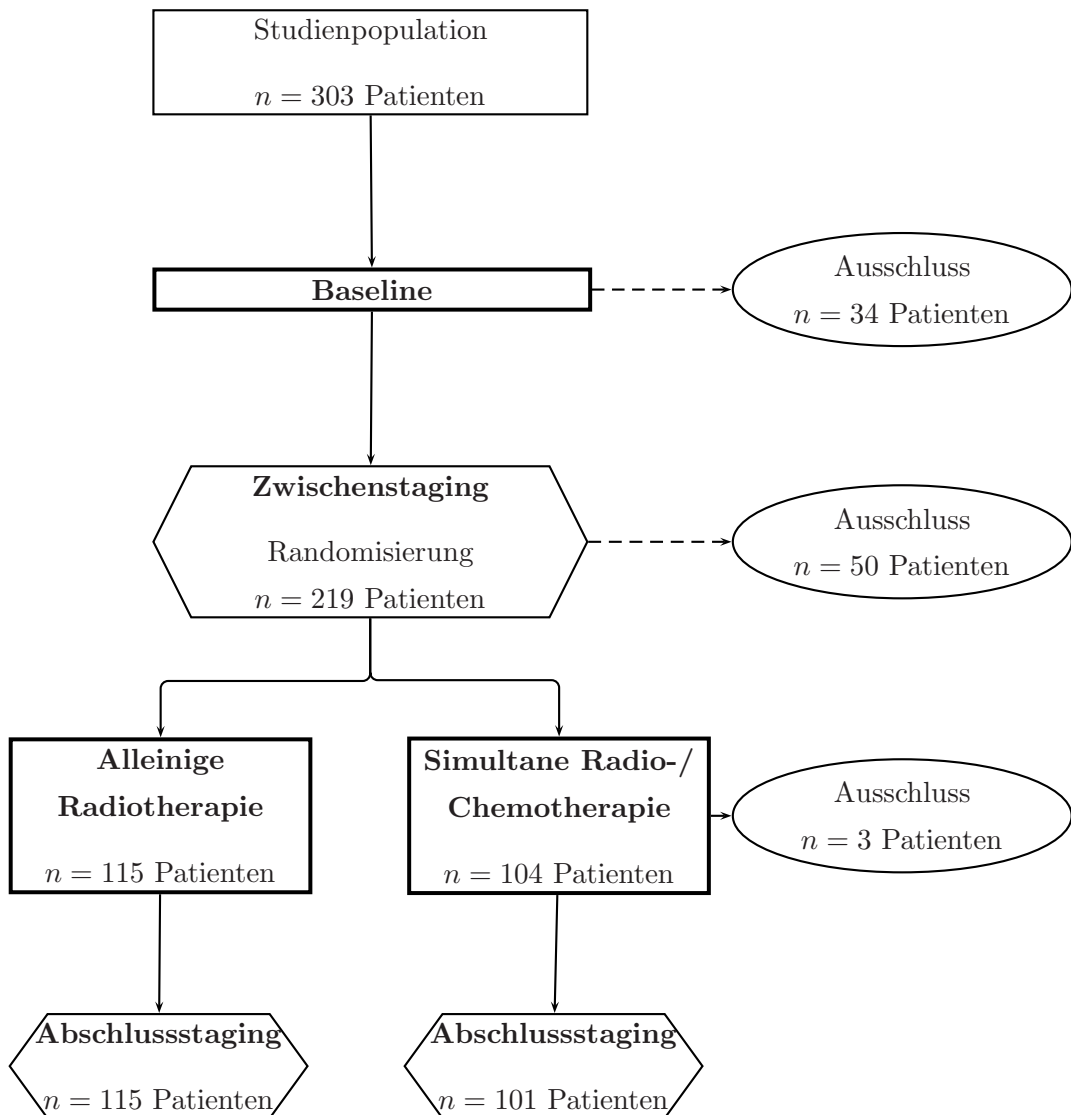 Studienpopulation
n = 303 Patienten
Baseline
Ausschluss
n = 34 Patienten
Zwischenstaging
Randomisierung
n = 219 Patienten
Ausschluss
n = 50 Patienten
Alleinige
Radiotherapie
n = 115 Patienten
Simultane Radio-/
Chemotherapie
n = 104 Patienten
Ausschluss
n = 3 Patienten
Abschlussstaging
n = 115 Patienten
Abschlussstaging
n = 101 Patienten